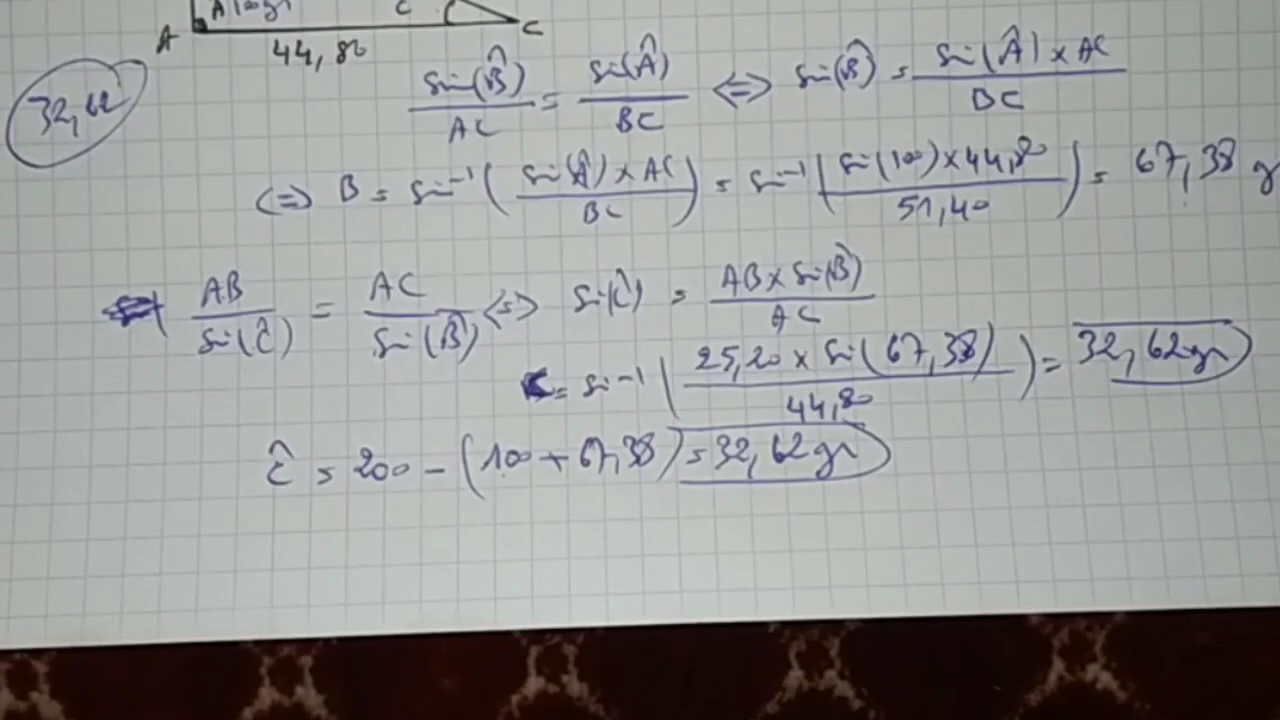 A 100gr C
A C
44,80
32,62
sin(B̂)/AC = sin(Â)/BC <=> sin(B̂) = sin(Â) × AC/BC
(=> B = sin⁻¹(sin(Â) × AC/BC) = sin⁻¹(sin(100) × 44,80/51,40) = 67,38 g
AB/sin(Ĉ) = AC/sin(B̂) <=> sin(Ĉ) = AB × sin(B̂)/AC
C = sin⁻¹(25,20 × sin(67,38)/44,80) = 32,62gr
Ĉ = 200 - (100 + 67,38) = 32,62gr